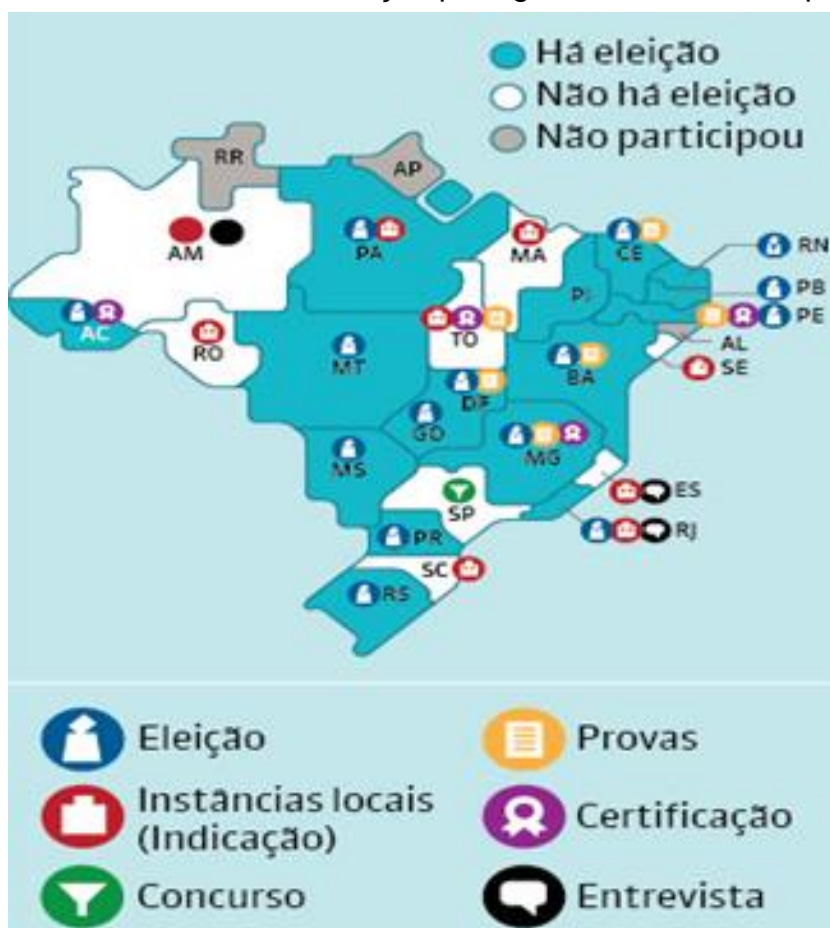 Há eleição
Não há eleição
Não participou
RR
AP
AM
PA
MA
CE
RN
PB
PE
PI
AC
RO
TO
AL
SE
MT
BA
DF
GO
MG
MS
ES
SP
RJ
PR
SC
RS
Eleição
Provas
Instâncias locais
(Indicação)
Certificação
Concurso
Entrevista